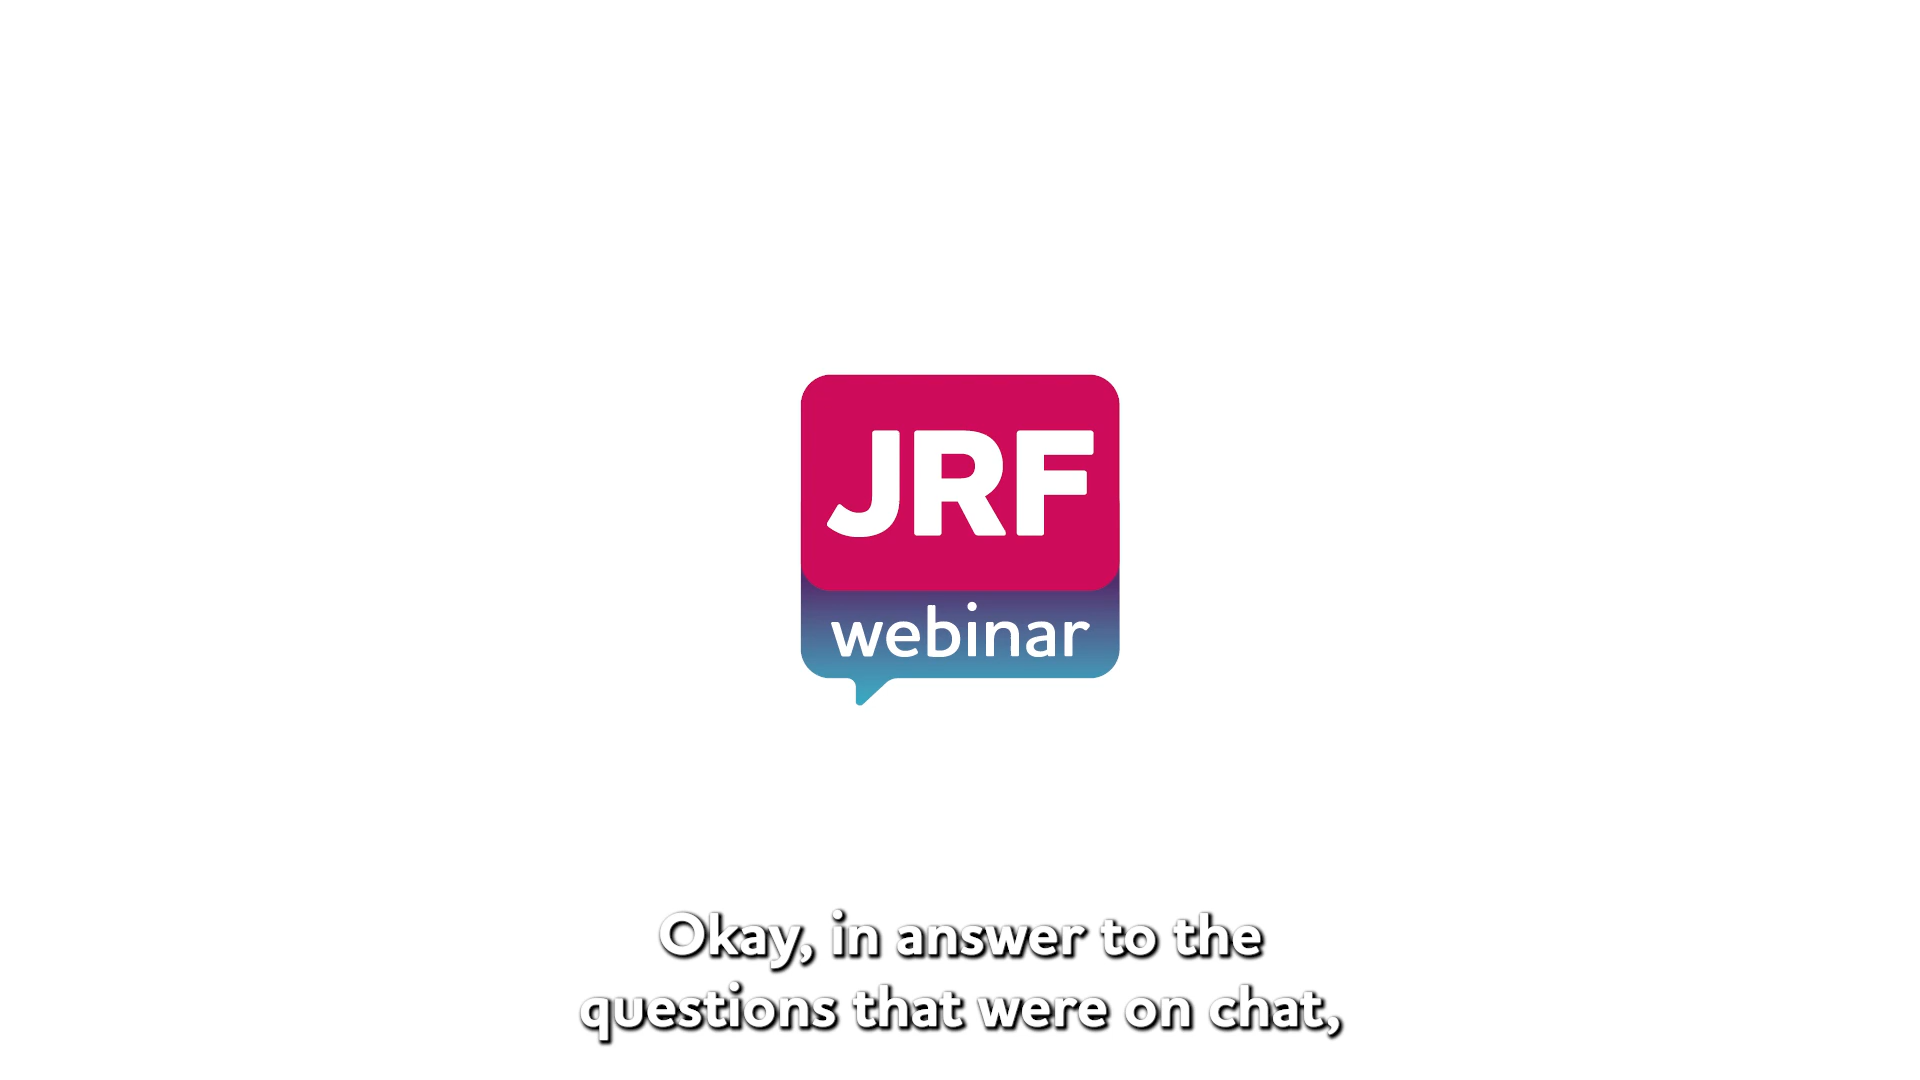 JRF
webinar
Okay, in answer to the
questions that were on chat,